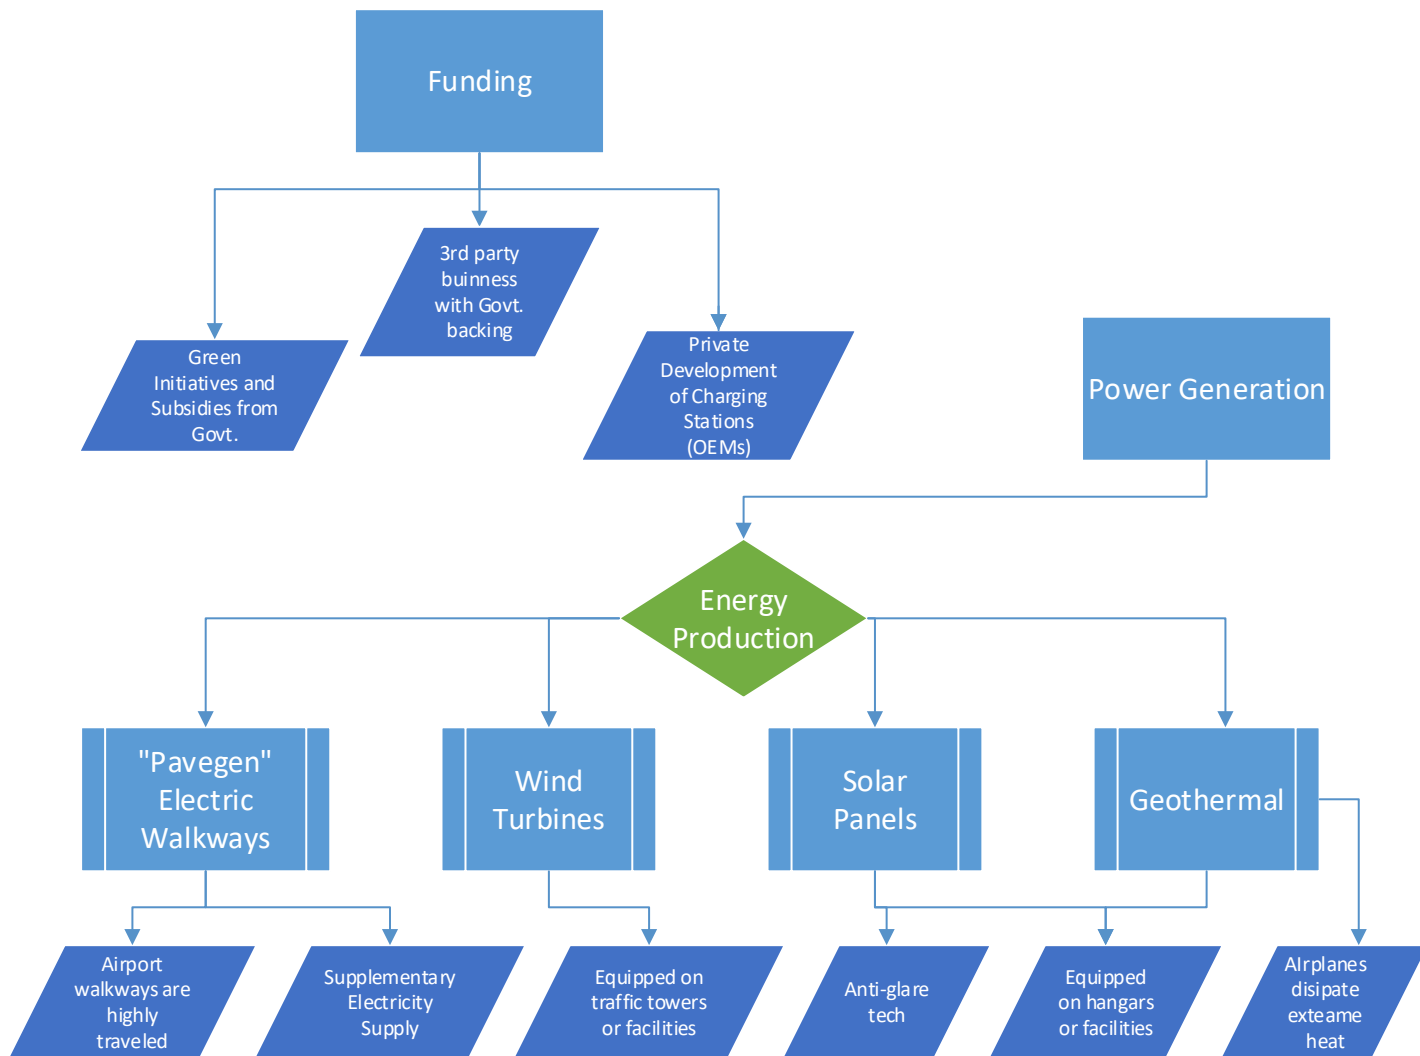 Funding
3rd party
buinness
with Govt.
backing
Green
Initiatives and
Subsidies from
Govt.
Private
Development
of Charging
Stations
(OEMs)
Power Generation
Energy
Production
"Pavegen"
Electric
Walkways
Wind
Turbines
Solar
Panels
Geothermal
Airport
walkways are
highly
traveled
Supplementary
Electricity
Supply
Equipped on
traffic towers
or facilities
Anti-glare
tech
Equipped
on hangars
or facilities
AIrplanes
disipate
exteame
heat